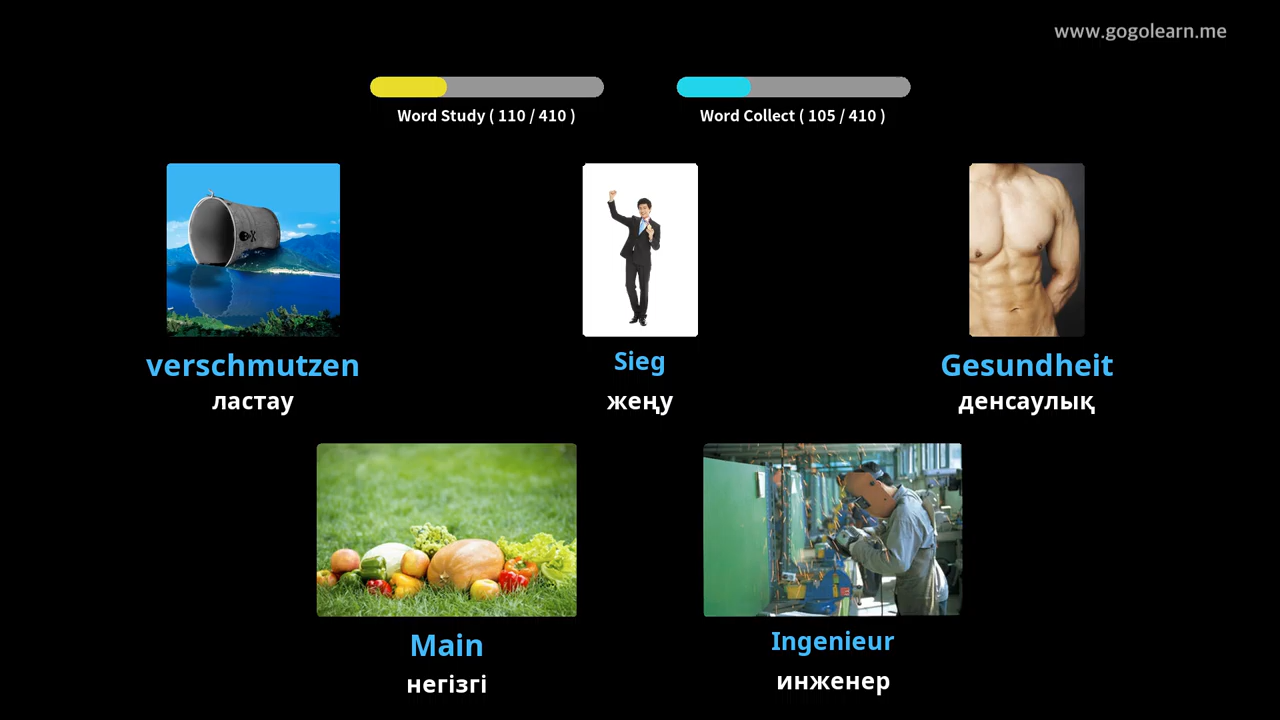 www.gogolearn.me
Word Study ( 110 / 410 )
Word Collect ( 105 / 410 )
verschmutzen
ластау
Sieg
жеңу
Gesundheit
денсаулық
Main
негізгі
Ingenieur
инженер